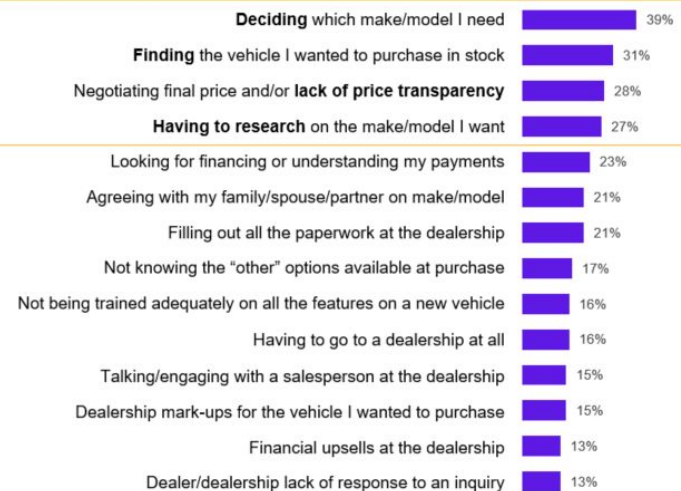 Deciding which make/model I need 39%
Finding the vehicle I wanted to purchase in stock 31%
Negotiating final price and/or lack of price transparency 28%
Having to research on the make/model I want 27%
Looking for financing or understanding my payments 23%
Agreeing with my family/spouse/partner on make/model 21%
Filling out all the paperwork at the dealership 21%
Not knowing the “other” options available at purchase 17%
Not being trained adequately on all the features on a new vehicle 16%
Having to go to a dealership at all 16%
Talking/engaging with a salesperson at the dealership 15%
Dealership mark-ups for the vehicle I wanted to purchase 15%
Financial upsells at the dealership 13%
Dealer/dealership lack of response to an inquiry 13%